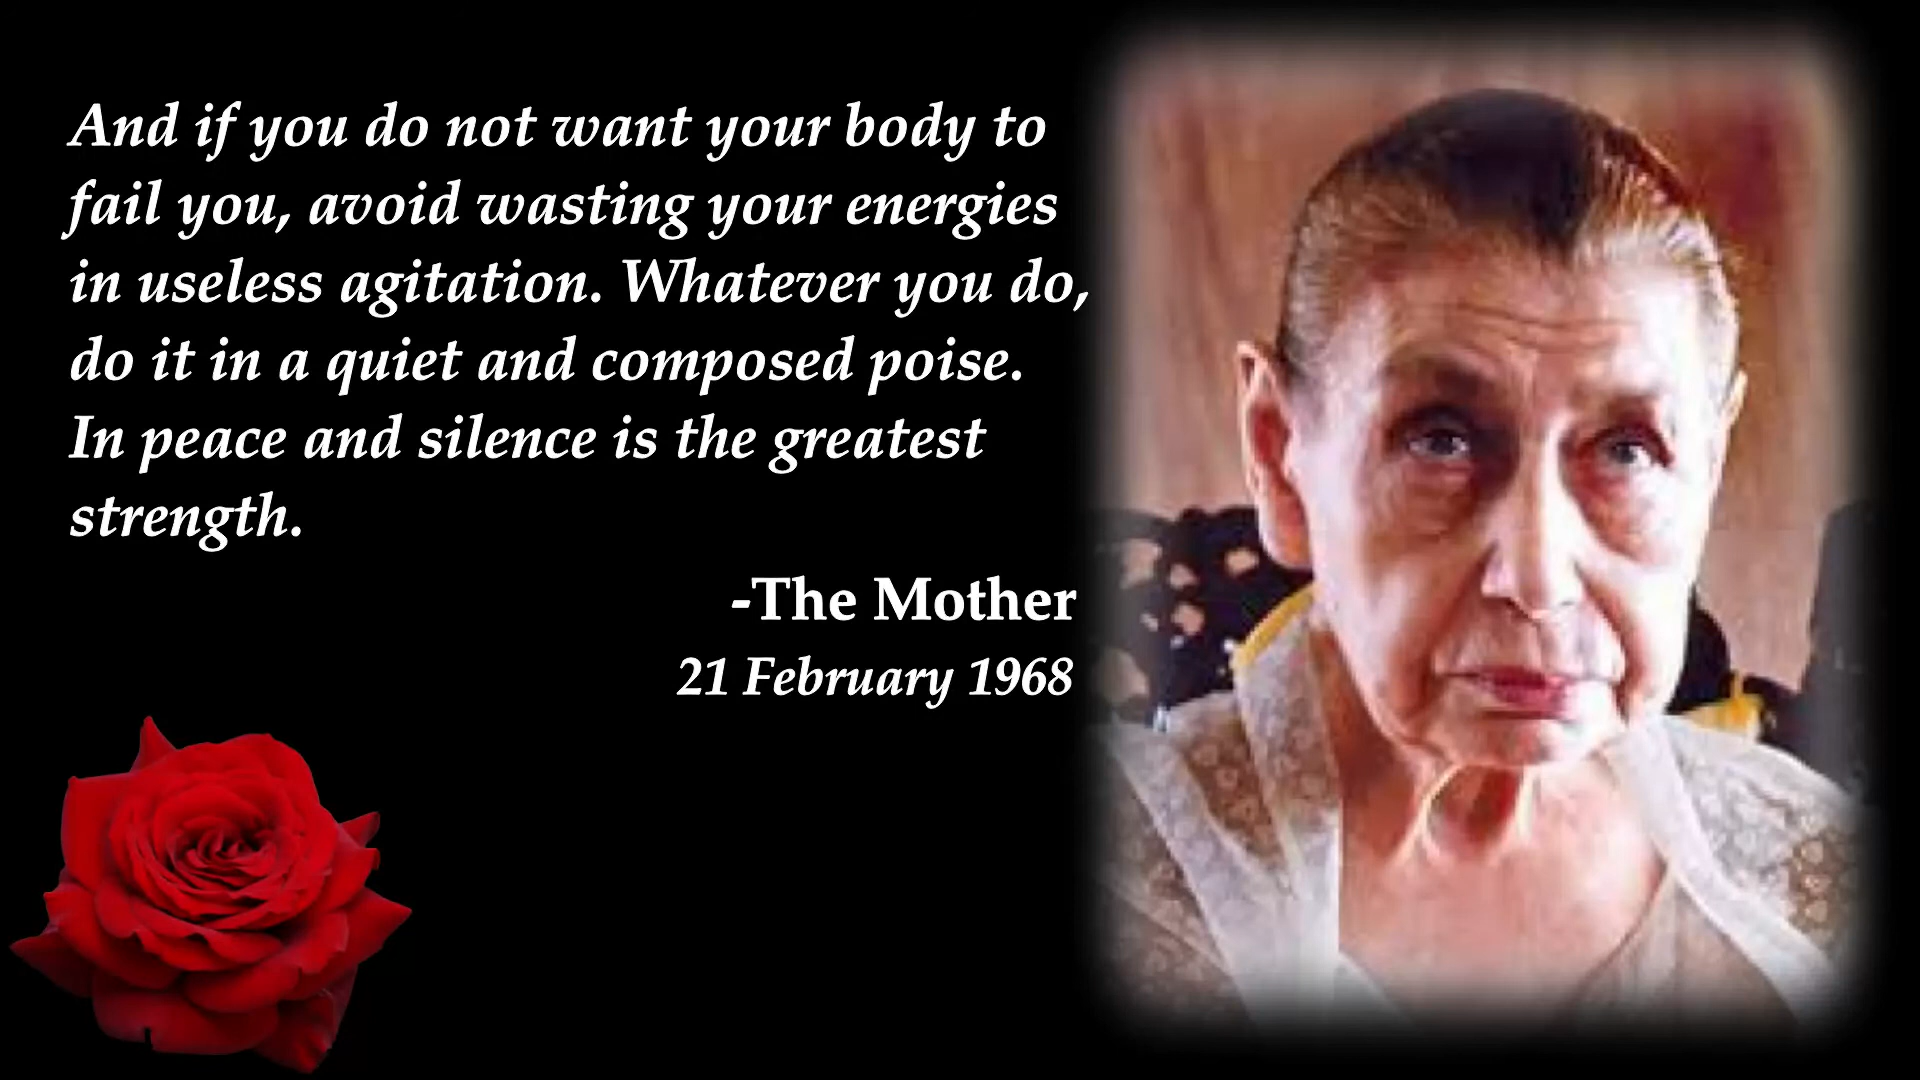 And if you do not want your body to
fail you, avoid wasting your energies
in useless agitation. Whatever you do,
do it in a quiet and composed poise.
In peace and silence is the greatest
strength.
-The Mother
21 February 1968